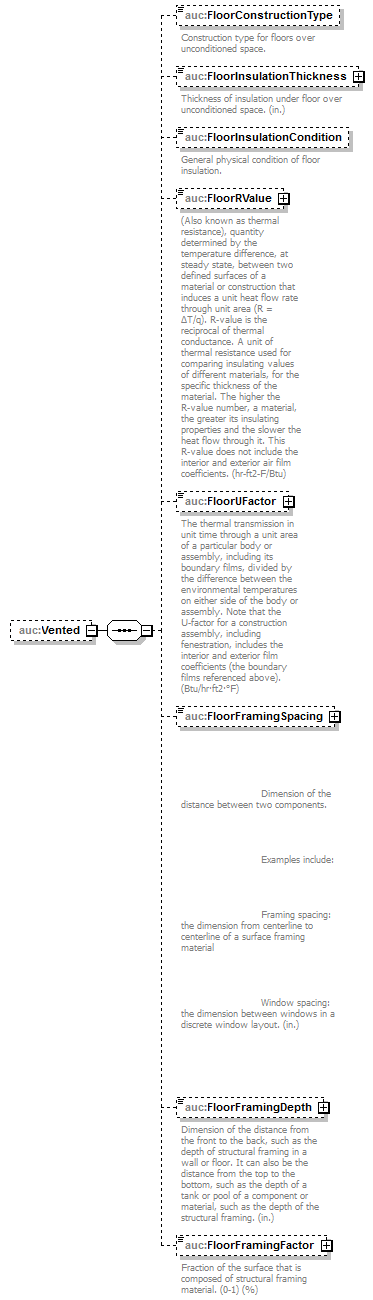 auc:FloorConstructionType
Construction type for floors over
unconditioned space.
auc:FloorInsulationThickness
Thickness of insulation under floor over
unconditioned space. (in.)
auc:FloorInsulationCondition
General physical condition of floor
insulation.
auc:FloorRValue
(Also known as thermal
resistance), quantity
determined by the
temperature difference, at
steady state, between two
defined surfaces of a
material or construction that
induces a unit heat flow rate
through unit area (R =
ΔT/q). R-value is the
reciprocal of thermal
conductance. A unit of
thermal resistance used for
comparing insulating values
of different materials, for the
specific thickness of the
material. The higher the
R-value number, a material,
the greater its insulating
properties and the slower the
heat flow through it. This
R-value does not include the
interior and exterior air film
coefficients. (hr-ft2-F/Btu)
auc:FloorUFactor
The thermal transmission in
unit time through a unit area
of a particular body or
assembly, including its
boundary films, divided by
the difference between the
environmental temperatures
on either side of the body or
assembly. Note that the
U-factor for a construction
assembly, including
fenestration, includes the
interior and exterior film
coefficients (the boundary
films referenced above).
(Btu/hr·ft2·°F)
auc:Vented
auc:FloorFramingSpacing
Dimension of the
distance between two components.
Examples include:
Framing spacing:
the dimension from centerline to
centerline of a surface framing
material
Window spacing:
the dimension between windows in a
discrete window layout. (in.)
auc:FloorFramingDepth
Dimension of the distance from
the front to the back, such as the
depth of structural framing in a
wall or floor. It can also be the
distance from the top to the
bottom, such as the depth of a
tank or pool of a component or
material, such as the depth of the
structural framing. (in.)
auc:FloorFramingFactor
Fraction of the surface that is
composed of structural framing
material. (0-1) (%)